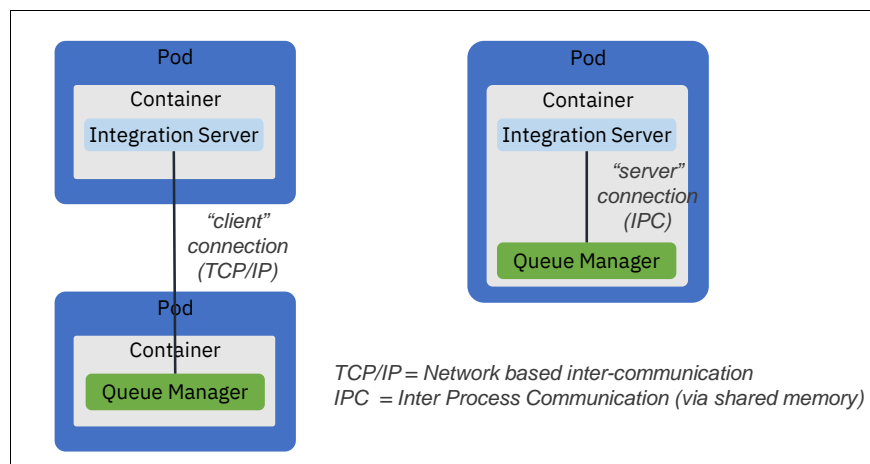 Pod
Container
Integration Server
“client”
connection
(TCP/IP)
Pod
Container
Queue Manager
Pod
Container
Integration Server
“server”
connection
(IPC)
Queue Manager
TCP/IP = Network based inter-communication
IPC = Inter Process Communication (via shared memory)